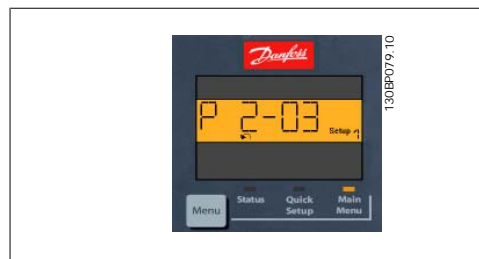 Danfoss
P 2-03
Setup 1
Status
Quick Setup
Main Menu
Menu
130BP079.10